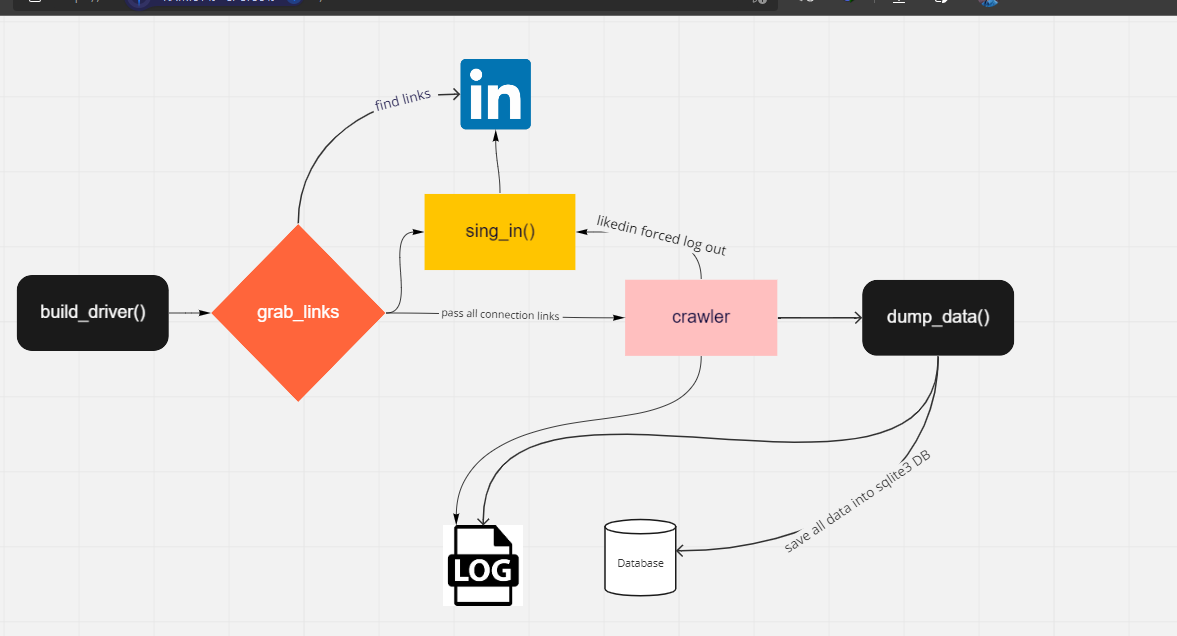 find links
in
sing_in()
likedin forced log out
build_driver()
grab_links
pass all connection links
crawler
dump_data()
save all data into sqlite3 DB
LOG
Database